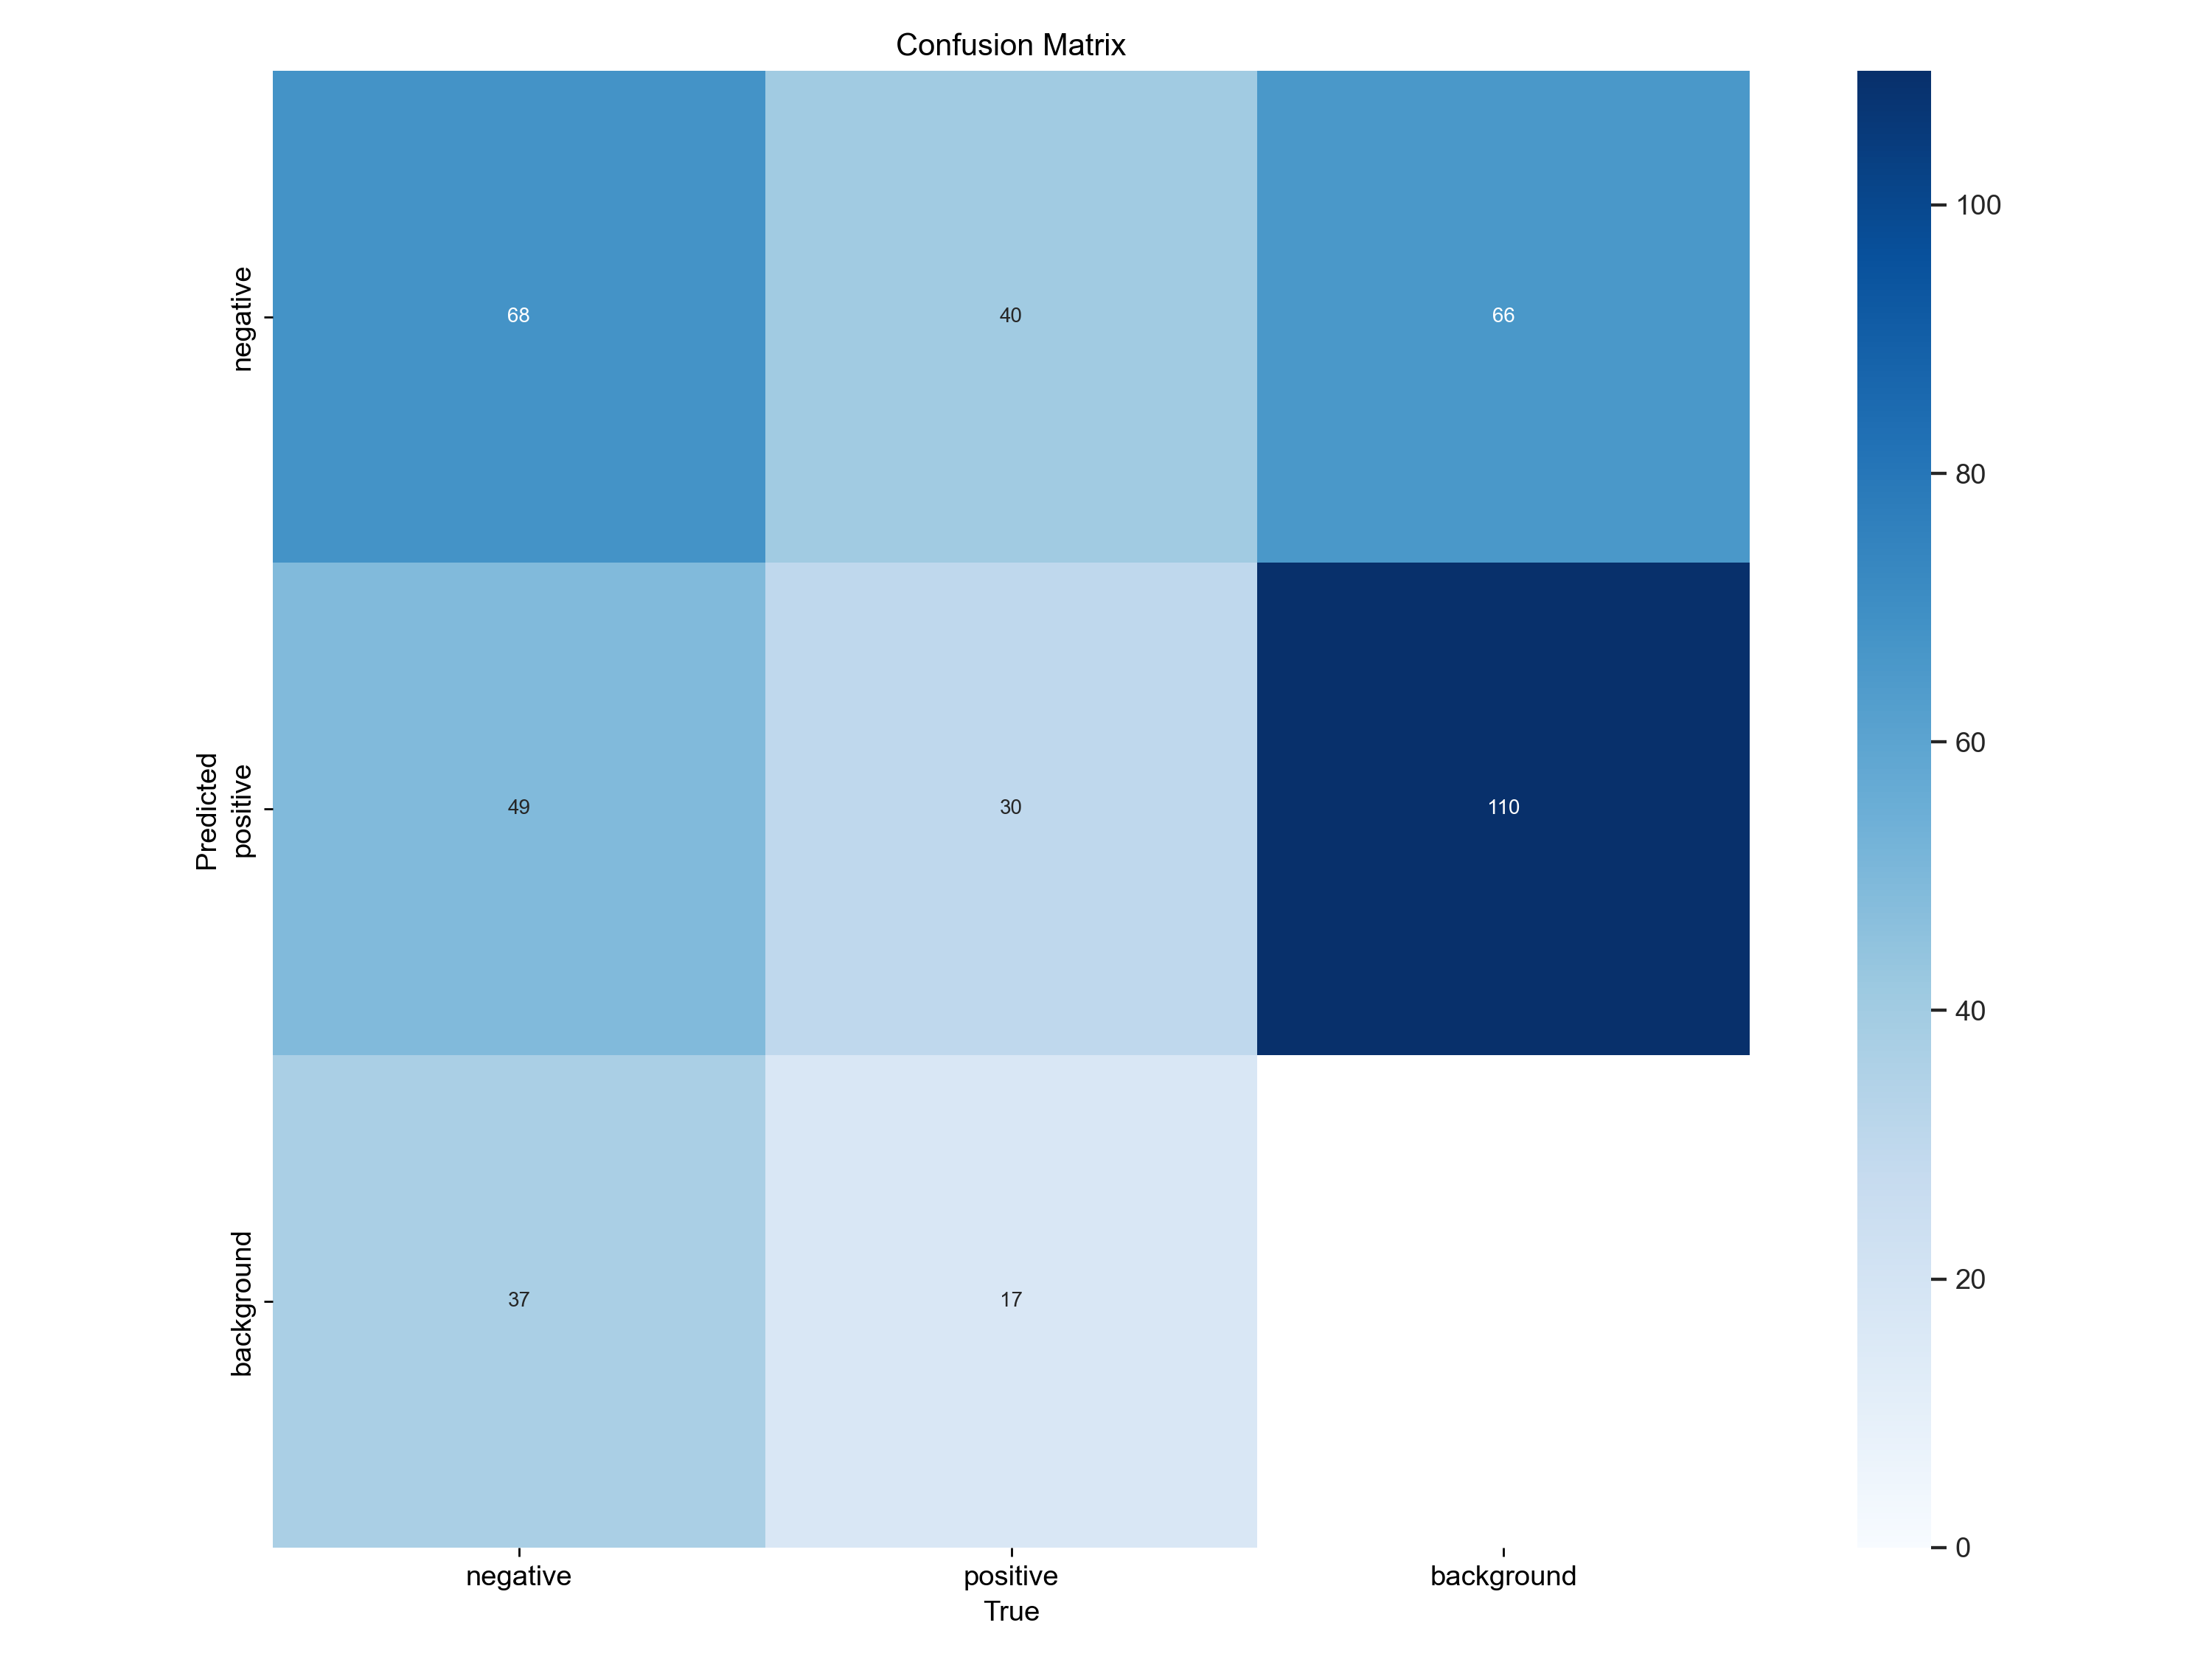 Confusion Matrix
negative
68
40
66
100
80
60
Predicted
positive
49
30
110
40
background
37
17
20
0
negative
positive
background
True